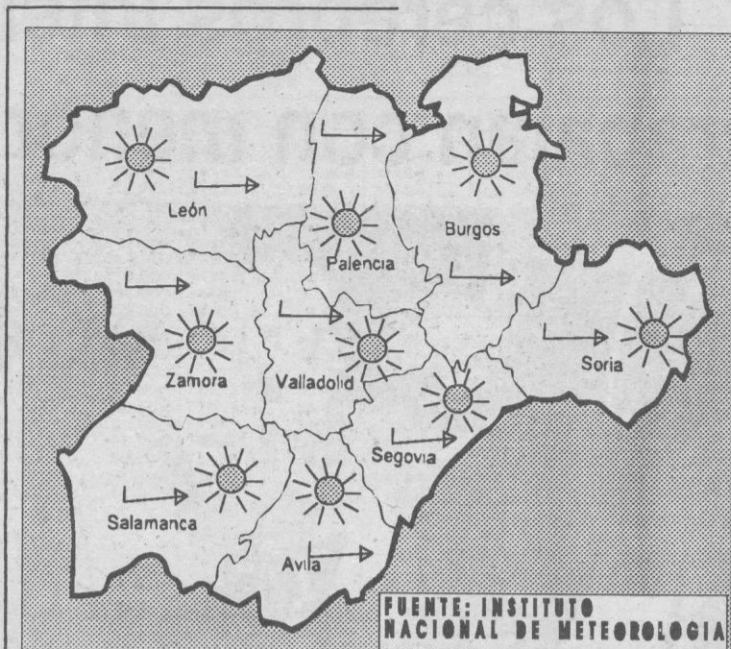 León
Palencia
Burgos
Zamora
Valladolid
Soria
Segovia
Salamanca
Avila
FUENTE: INSTITUTO
NACIONAL DE METEOROLOGIA